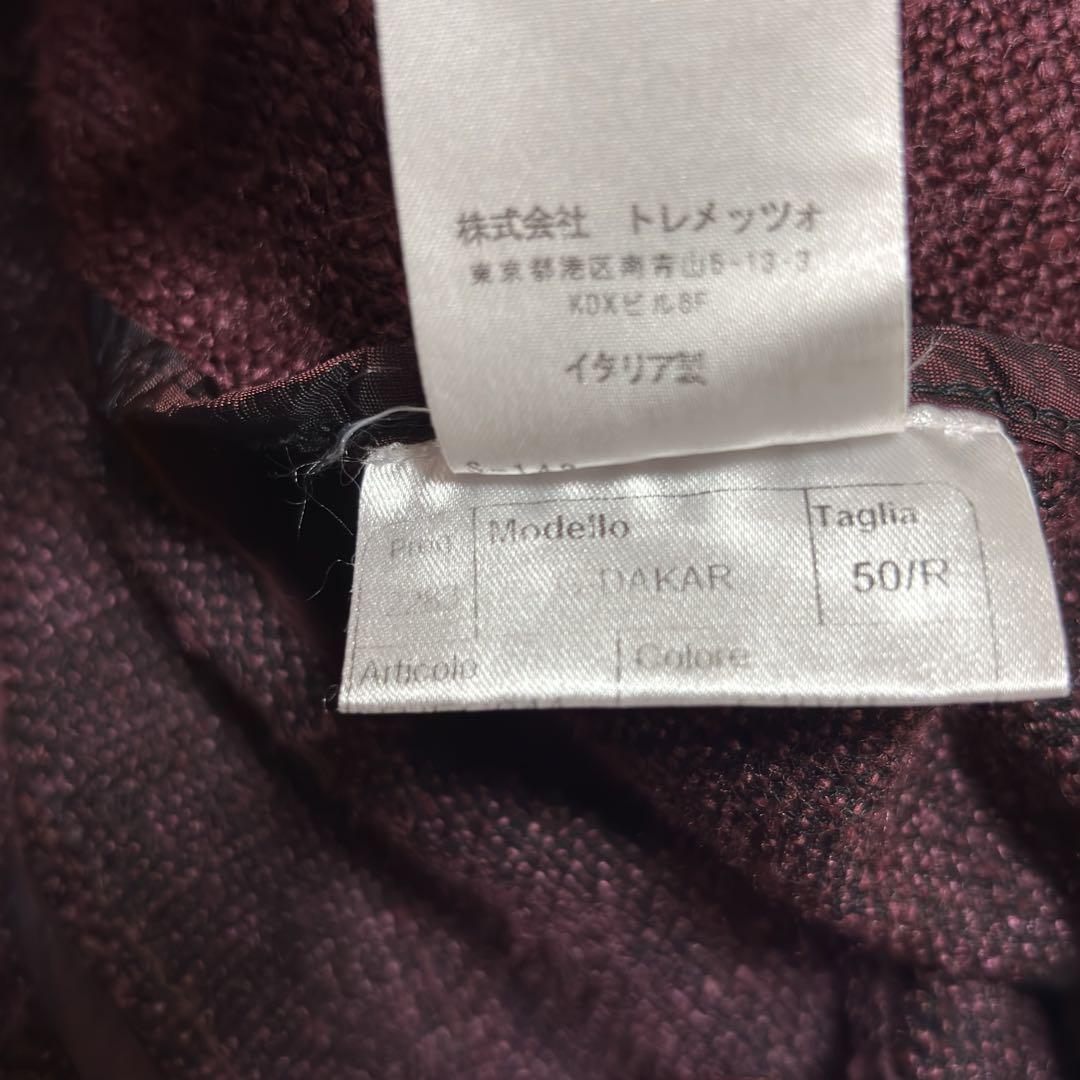 株式会社 トレメッツォ
東京都港区南青山5-13-3
KDXビル8F
イタリア製
Modello
Taglia
Prod
DAKAR
50/R
Articolo
Colore